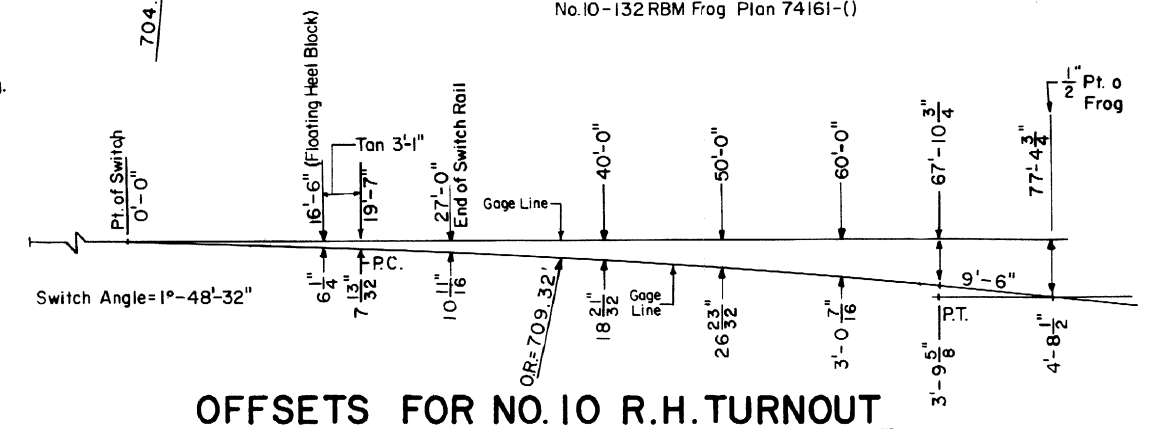 704.
No.10-132 RBM Frog Plan 74161-()
Pt. of Switch
0'-0"
16'-6" (Floating Heel Block)
Tan 3'-1"
19'-7"
27'-0"
End of Switch Rail
Gage Line
40'-0"
50'-0"
60'-0"
67'-10 3/4"
77'-4 3/4"
1/2" Pt. o
Frog
Switch Angle=1°-48'-32"
6 1/4"
7 13/32"
P.C.
10 11/16"
O.R.=709.32'
18 21/32"
Gage
Line
26 23/32"
3'-0 7/16"
9'-6"
P.T.
3'-9 5/8"
4'-8 1/2"
OFFSETS FOR NO. 10 R.H. TURNOUT